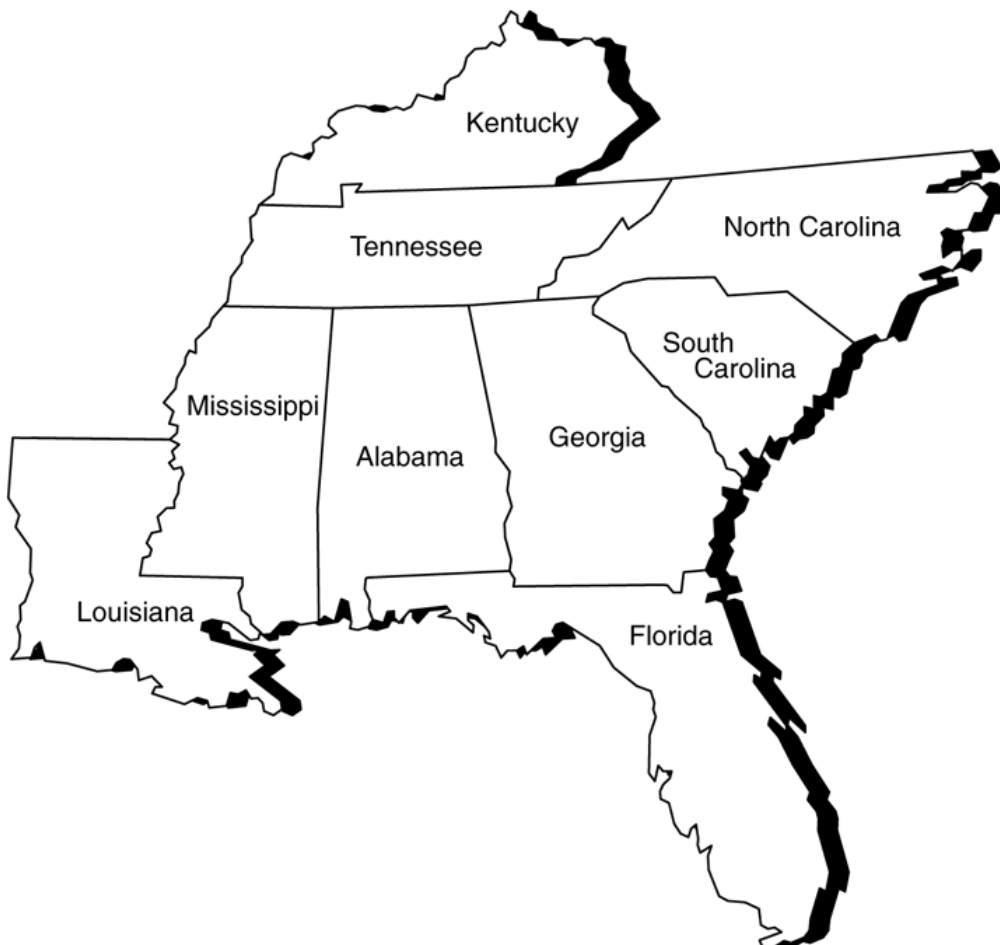 Kentucky
North Carolina
Tennessee
South
Carolina
Mississippi
Georgia
Alabama
Louisiana
Florida